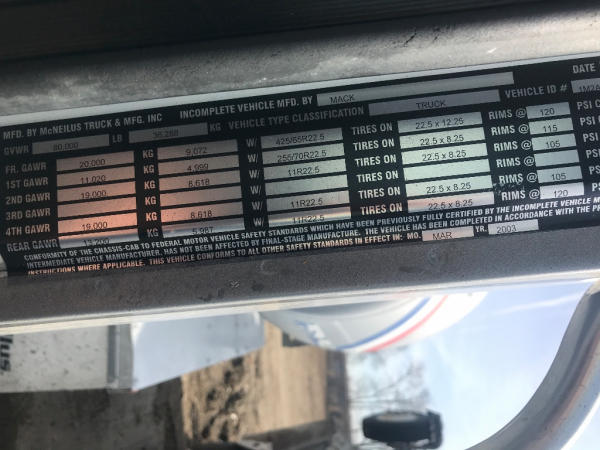 MFD. BY McNEILUS TRUCK & MFG. INC INCOMPLETE VEHICLE MFD. BY MACK DATE
GVWR 80,000 LB 36,288 KG VEHICLE TYPE CLASSIFICATION TRUCK VEHICLE ID # 1M2A
FR. GAWR 20,000 KG 9,072 W/ 425/65R22.5 TIRES ON 22.5 x 12.25 RIMS @ 120 PSI C
1ST GAWR 11,020 KG 4,999 W/ 255/70R22.5 TIRES ON 22.5 x 8.25 RIMS @ 115 PSI
2ND GAWR 19,000 KG 8,618 W/ 11R22.5 TIRES ON 22.5 x 8.25 RIMS @ 105 PSI
3RD GAWR W/ TIRES ON RIMS @ PSI
4TH GAWR 19,000 KG 8,618 W/ 11R22.5 TIRES ON 22.5 x 8.25 RIMS @ 105 PS
REAR GAWR 13,200 KG W/ 11R22.5 TIRES ON 22.5 x 8.25 RIMS @ 120 PS
CONFORMITY OF THE CHASSIS-CAB TO FEDERAL MOTOR VEHICLE SAFETY STANDARDS WHICH HAVE BEEN PREVIOUSLY FULLY CERTIFIED BY THE INCOMPLETE VEHICLE M
INTERMEDIATE VEHICLE MANUFACTURER, HAS NOT BEEN AFFECTED BY FINAL-STAGE MANUFACTURE. THE VEHICLE HAS BEEN COMPLETED IN ACCORDANCE WITH THE PR
INSTRUCTIONS WHERE APPLICABLE. THIS VEHICLE CONFORMS TO ALL OTHER SAFETY STANDARDS IN EFFECT IN: MO. MAR YR. 2003
lus